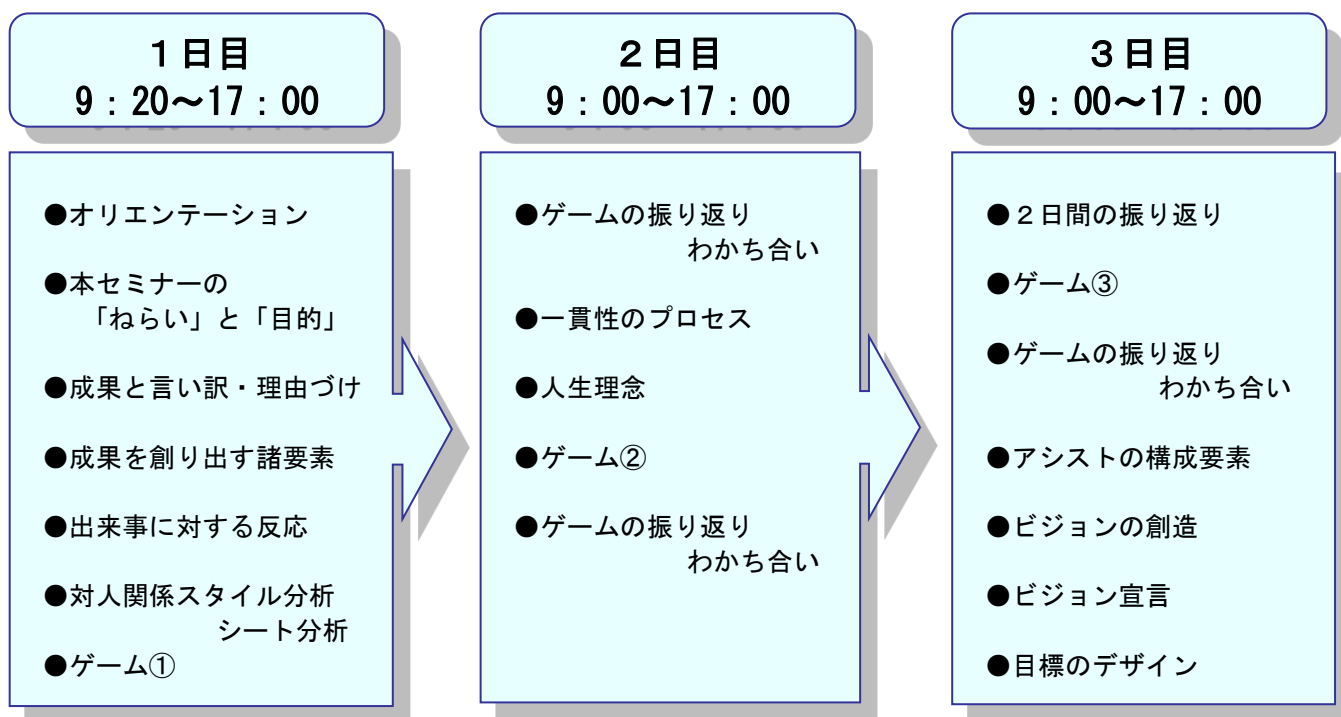 １日目
9：20～17：00
●オリエンテーション
●本セミナーの
「ねらい」と「目的」
●成果と言い訳・理由づけ
●成果を創り出す諸要素
●出来事に対する反応
●対人関係スタイル分析
シート分析
●ゲーム①
２日目
9：00～17：00
●ゲームの振り返り
わかち合い
●一貫性のプロセス
●人生理念
●ゲーム②
●ゲームの振り返り
わかち合い
３日目
9：00～17：00
●２日間の振り返り
●ゲーム③
●ゲームの振り返り
わかち合い
●アシストの構成要素
●ビジョンの創造
●ビジョン宣言
●目標のデザイン